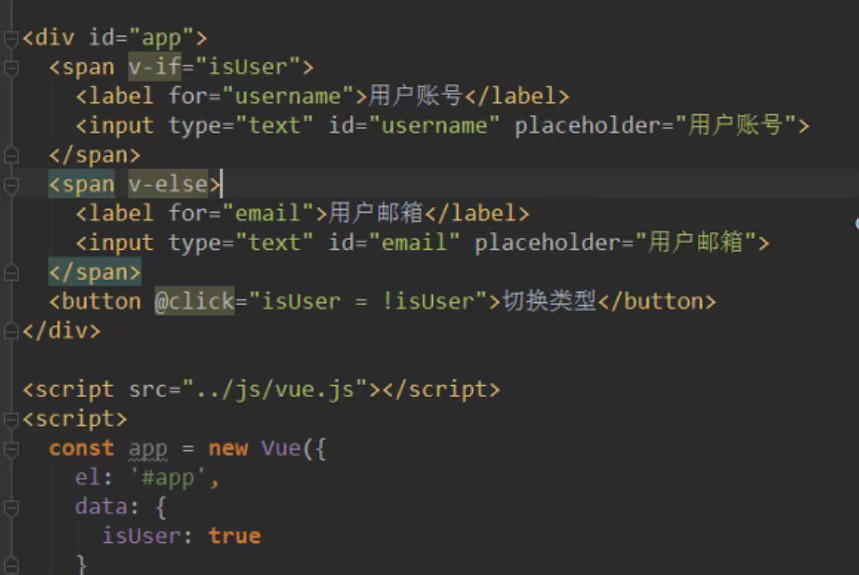 <div id="app">
<span v-if="isUser">
<label for="username">用户账号</label>
<input type="text" id="username" placeholder="用户账号">
</span>
<span v-else>
<label for="email">用户邮箱</label>
<input type="text" id="email" placeholder="用户邮箱">
</span>
<button @click="isUser = !isUser">切换类型</button>
</div>
<script src="../js/vue.js"></script>
<script>
const app = new Vue({
el: '#app',
data: {
isUser: true
}